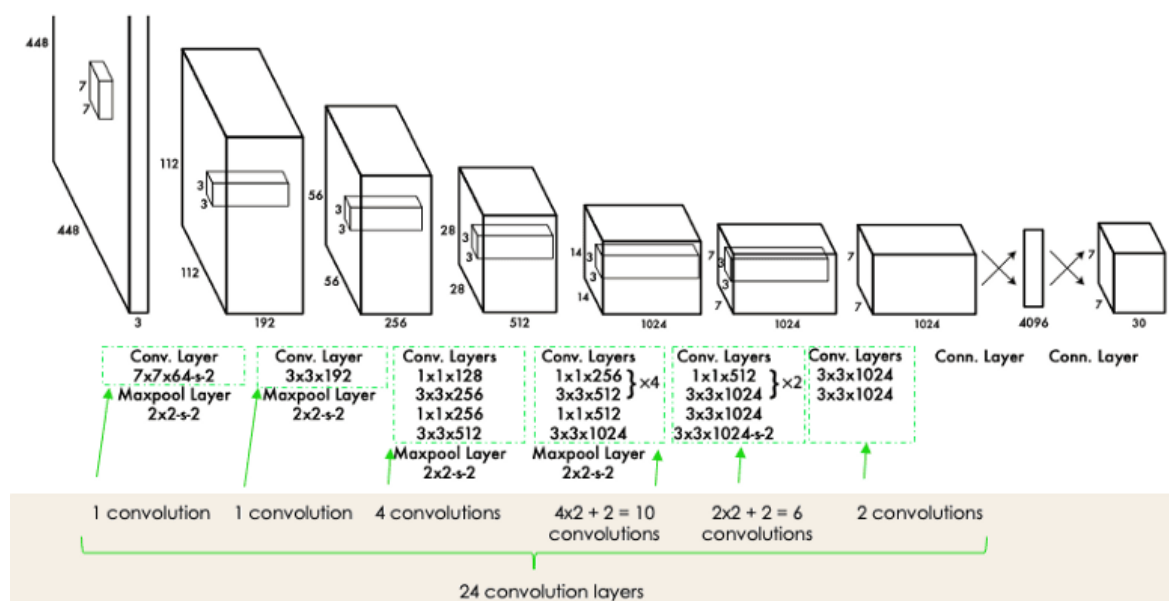 448
448
7
7
3
112
112
3
3
192
56
56
3
3
256
28
28
3
3
512
14
14
3
3
1024
7
7
3
3
1024
7
7
1024
4096
7
7
30
Conv. Layer
7x7x64-s-2
Maxpool Layer
2x2-s-2
Conv. Layer
3x3x192
Maxpool Layer
2x2-s-2
Conv. Layers
1x1x128
3x3x256
1x1x256
3x3x512
Maxpool Layer
2x2-s-2
Conv. Layers
1x1x256
3x3x512
}×4
1x1x512
3x3x1024
Maxpool Layer
2x2-s-2
Conv. Layers
1x1x512
3x3x1024
}×2
3x3x1024
3x3x1024-s-2
Conv. Layers
3x3x1024
3x3x1024
Conn. Layer
Conn. Layer
1 convolution
1 convolution
4 convolutions
4x2 + 2 = 10
convolutions
2x2 + 2 = 6
convolutions
2 convolutions
24 convolution layers